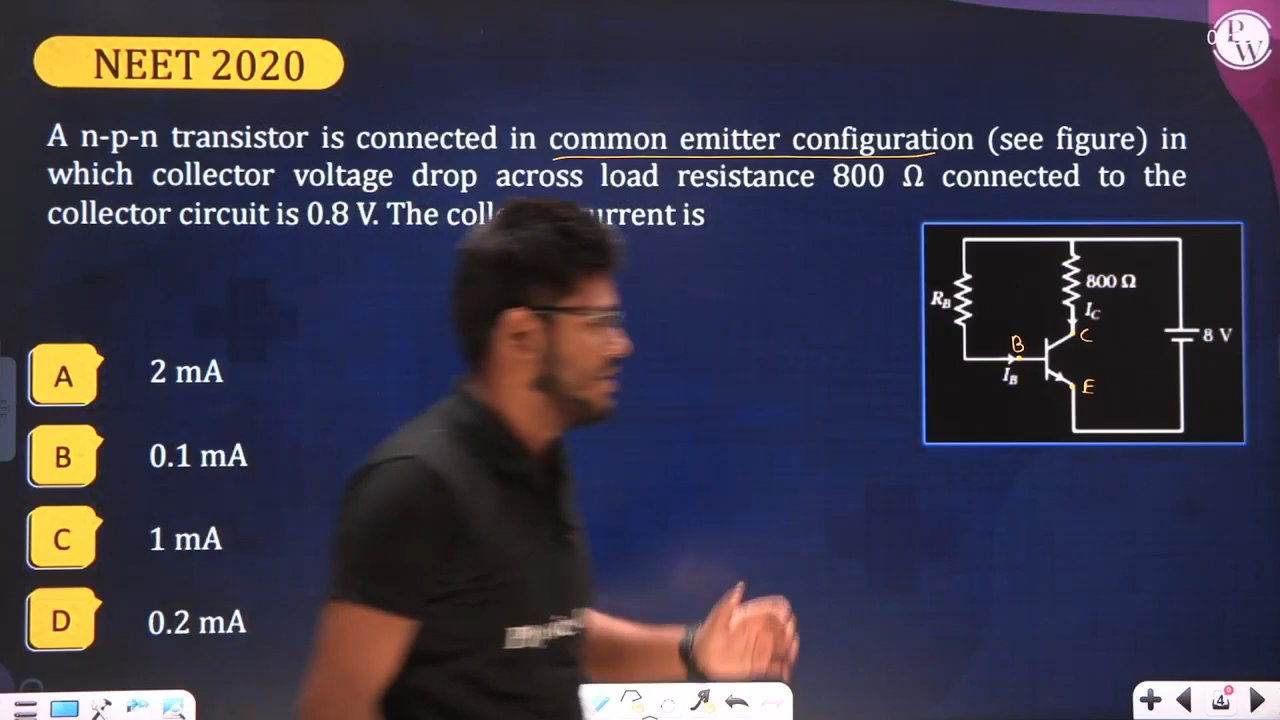 NEET 2020
PW
A n-p-n transistor is connected in common emitter configuration (see figure) in
which collector voltage drop across load resistance 800 Ω connected to the
collector circuit is 0.8 V. The is
800 Ω
R_B
I_C
C
B
8 V
I_B
E
A 2 mA
B 0.1 mA
C 1 mA
D 0.2 mA
4